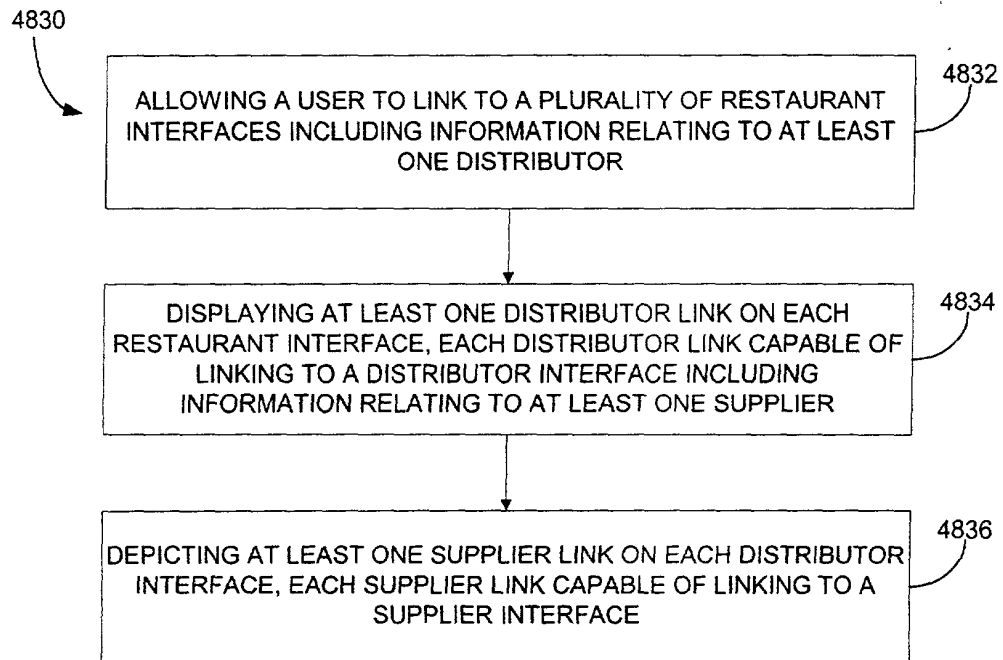 4830
4832
ALLOWING A USER TO LINK TO A PLURALITY OF RESTAURANT
INTERFACES INCLUDING INFORMATION RELATING TO AT LEAST
ONE DISTRIBUTOR
4834
DISPLAYING AT LEAST ONE DISTRIBUTOR LINK ON EACH
RESTAURANT INTERFACE, EACH DISTRIBUTOR LINK CAPABLE OF
LINKING TO A DISTRIBUTOR INTERFACE INCLUDING
INFORMATION RELATING TO AT LEAST ONE SUPPLIER
4836
DEPICTING AT LEAST ONE SUPPLIER LINK ON EACH DISTRIBUTOR
INTERFACE, EACH SUPPLIER LINK CAPABLE OF LINKING TO A
SUPPLIER INTERFACE